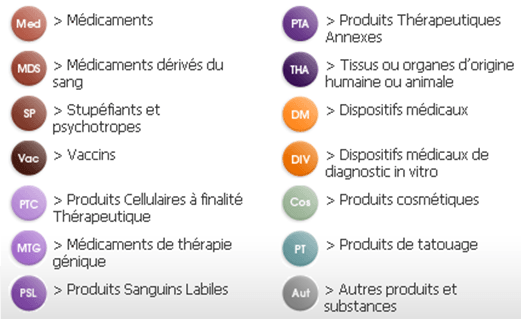 Med > Médicaments
MDS > Médicaments dérivés du
sang
SP > Stupéfiants et
psychotropes
Vac > Vaccins
PTC > Produits Cellulaires à finalité
Thérapeutique
MTG > Médicaments de thérapie
génique
PSL > Produits Sanguins Labiles
PTA > Produits Thérapeutiques
Annexes
THA > Tissus ou organes d'origine
humaine ou animale
DM > Dispositifs médicaux
DIV > Dispositifs médicaux de
diagnostic in vitro
Cos > Produits cosmétiques
PT > Produits de tatouage
Aut > Autres produits et
substances